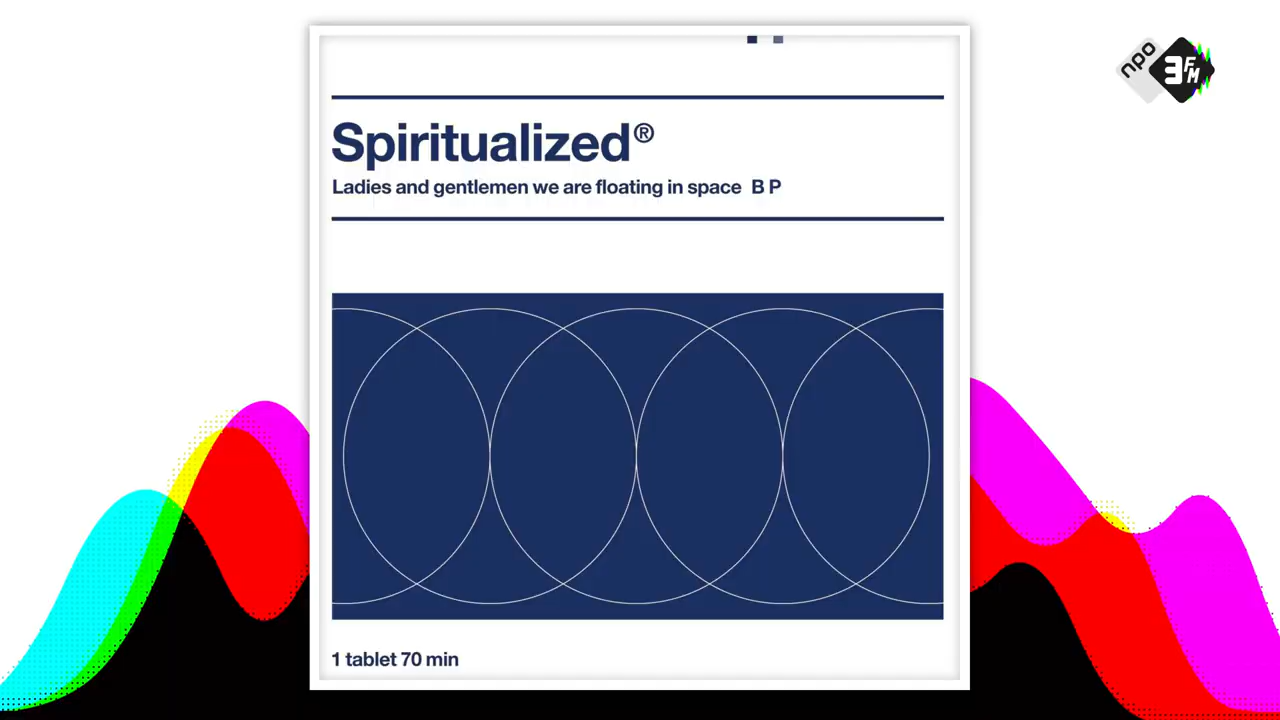 npo
3FM
Spiritualized®
Ladies and gentlemen we are floating in space B P
1 tablet 70 min